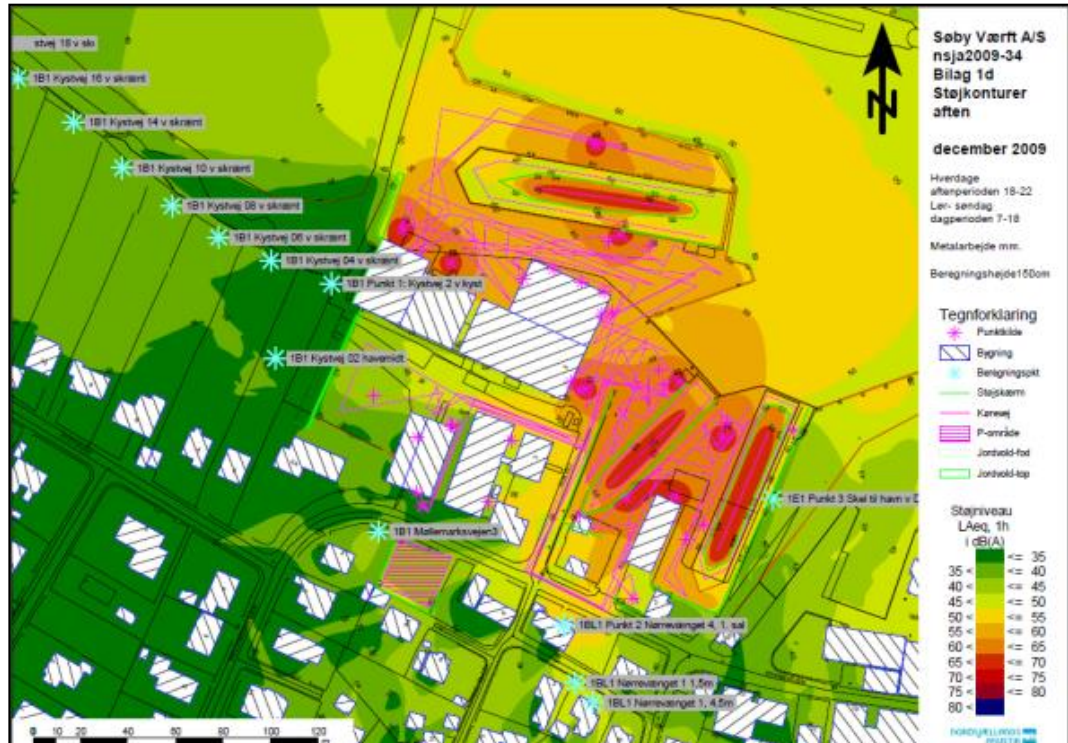 Søby Værft A/S
nsja2009-34
Bilag 1d
Støjkonturer
aften
december 2009
Hverdage
aftenperioden 18-22
Lør- søndag
dagperioden 7-18
Metalarbejde mm.
Beregningshøjde150cm
Tegnforklaring
Punktkilde
Bygning
Beregningspkt
Støjskærm
Kørevej
P-område
Jordvold-fod
Jordvold-top
Støjniveau
LAeq, 1h
i dB(A)
<= 35
35 < <= 40
40 < <= 45
45 < <= 50
50 < <= 55
55 < <= 60
60 < <= 65
65 < <= 70
70 < <= 75
75 < <= 80
80 <
N
stvej 18 v skr
1B1 Kystvej 16 v skrænt
1B1 Kystvej 14 v skrænt
1B1 Kystvej 10 v skrænt
1B1 Kystvej 08 v skrænt
1B1 Kystvej 06 v skrænt
1B1 Kystvej 04 v skrænt
1B1 Punkt 1: Kystvej 2 v kyst
1B1 Kystvej 02 havemidt
1E1 Punkt 3 Skel til havn v D
1B1 Møllemarksvejen3
1BL1 Punkt 2 Nørrevænget 4, 1. sal
1BL1 Nørrevænget 1 1,5m
1BL1 Nørrevænget 1, 4,5m
0 20 40 60 80 100 120
m